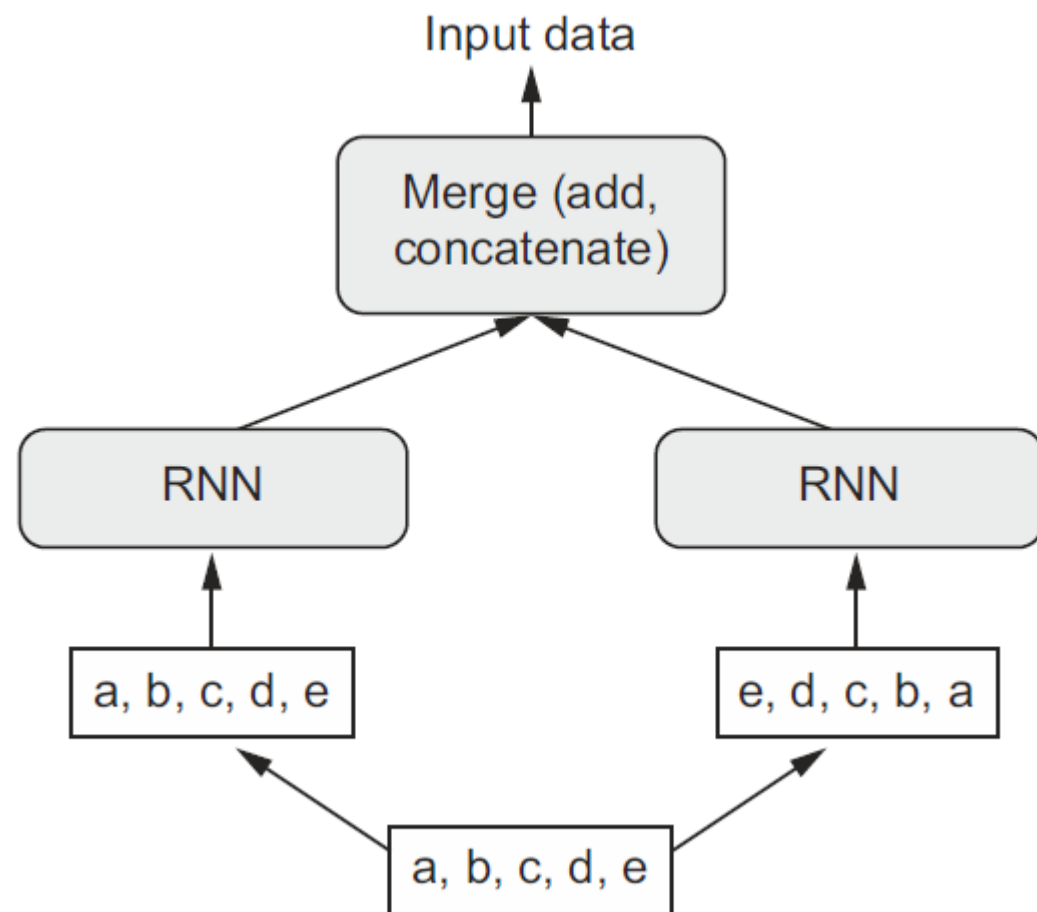 Input data
Merge (add,
concatenate)
RNN
RNN
a, b, c, d, e
e, d, c, b, a
a, b, c, d, e